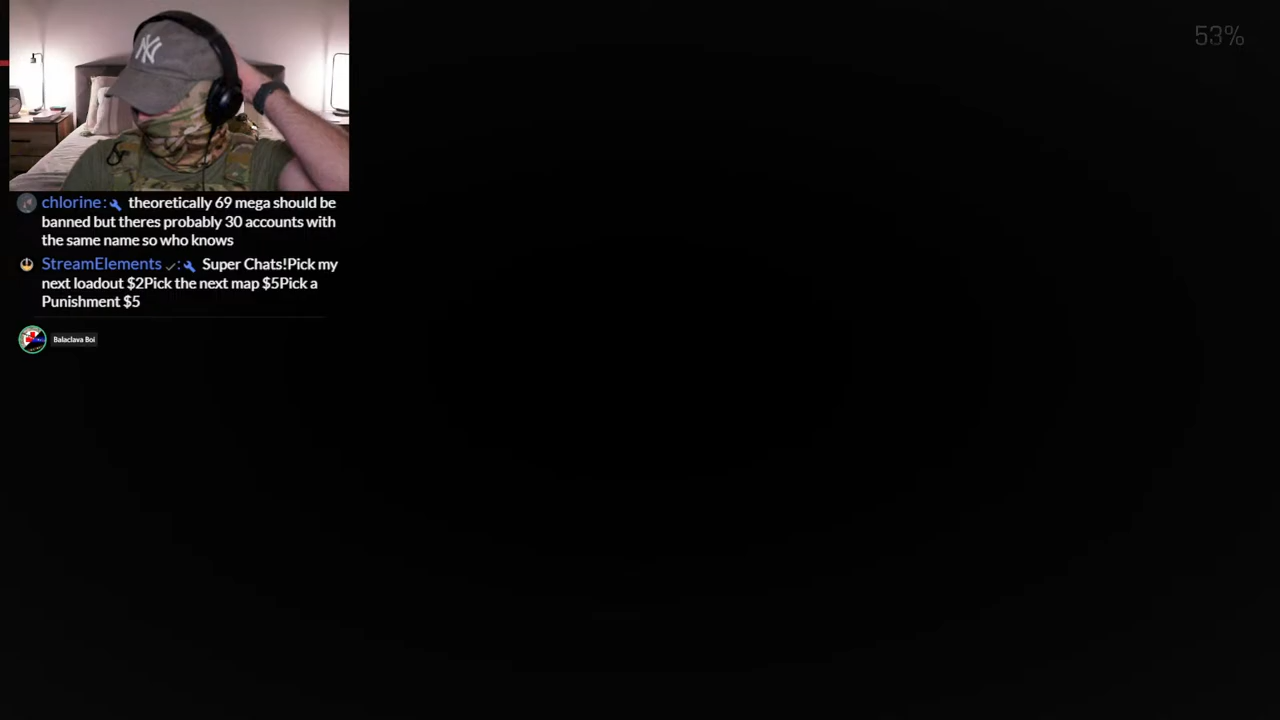 53%
NY
chlorine: theoretically 69 mega should be
banned but theres probably 30 accounts with
the same name so who knows
StreamElements ✓: Super Chats!Pick my
next loadout $2Pick the next map $5Pick a
Punishment $5
Balaclava Boi